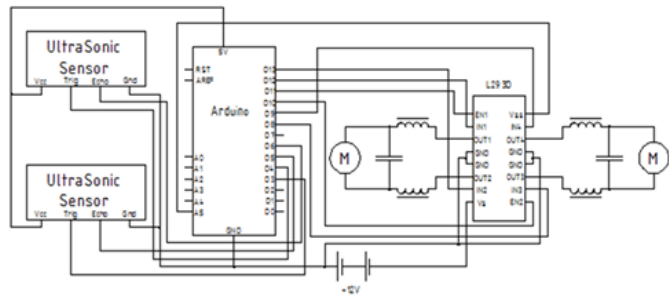 UltraSonic
Sensor
Vcc Trig Echo Gnd
UltraSonic
Sensor
Vcc Trig Echo Gnd
5V
RST
AREF
Arduino
A0
A1
A2
A3
A4
A5
D13
D12
D11
D10
D9
D8
D7
D6
D5
D4
D3
D2
D1
D0
GND
L293D
EN1 Vss
IN1 IN4
OUT1 OUT4
GND GND
GND GND
OUT2 OUT3
IN2 IN3
Vs EN2
M
M
+12V